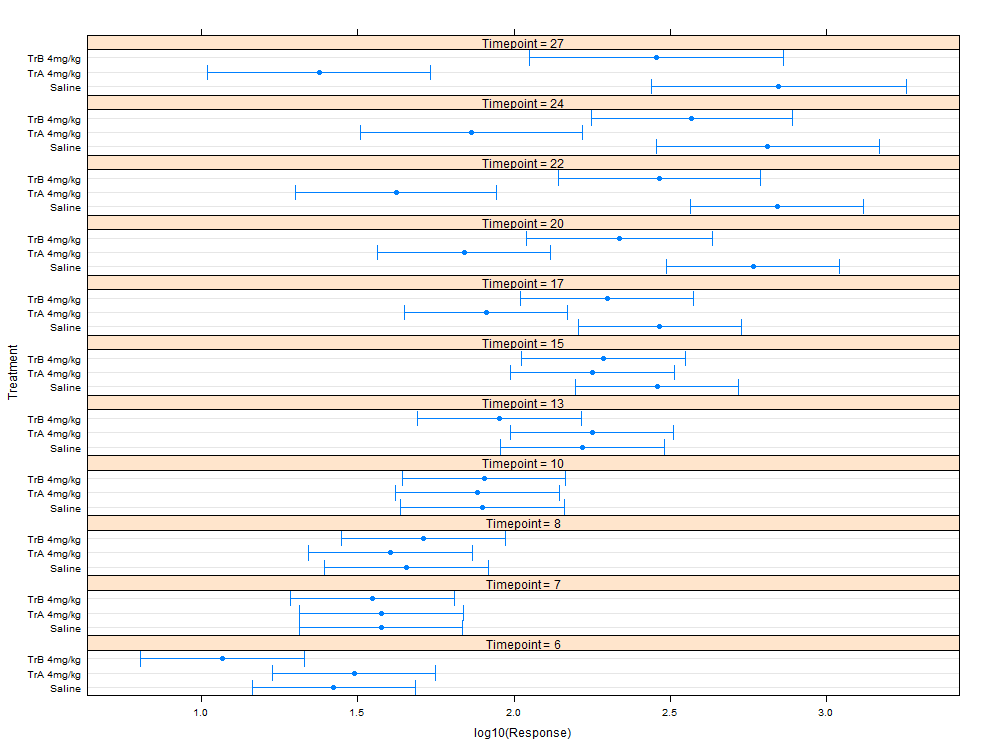 Timepoint = 27
TrB 4mg/kg
TrA 4mg/kg
Saline
Timepoint = 24
TrB 4mg/kg
TrA 4mg/kg
Saline
Timepoint = 22
TrB 4mg/kg
TrA 4mg/kg
Saline
Timepoint = 20
TrB 4mg/kg
TrA 4mg/kg
Saline
Timepoint = 17
TrB 4mg/kg
TrA 4mg/kg
Saline
Timepoint = 15
TrB 4mg/kg
TrA 4mg/kg
Saline
Timepoint = 13
TrB 4mg/kg
TrA 4mg/kg
Saline
Timepoint = 10
TrB 4mg/kg
TrA 4mg/kg
Saline
Timepoint = 8
TrB 4mg/kg
TrA 4mg/kg
Saline
Timepoint = 7
TrB 4mg/kg
TrA 4mg/kg
Saline
Timepoint = 6
TrB 4mg/kg
TrA 4mg/kg
Saline
Treatment
1.0 1.5 2.0 2.5 3.0
log10(Response)